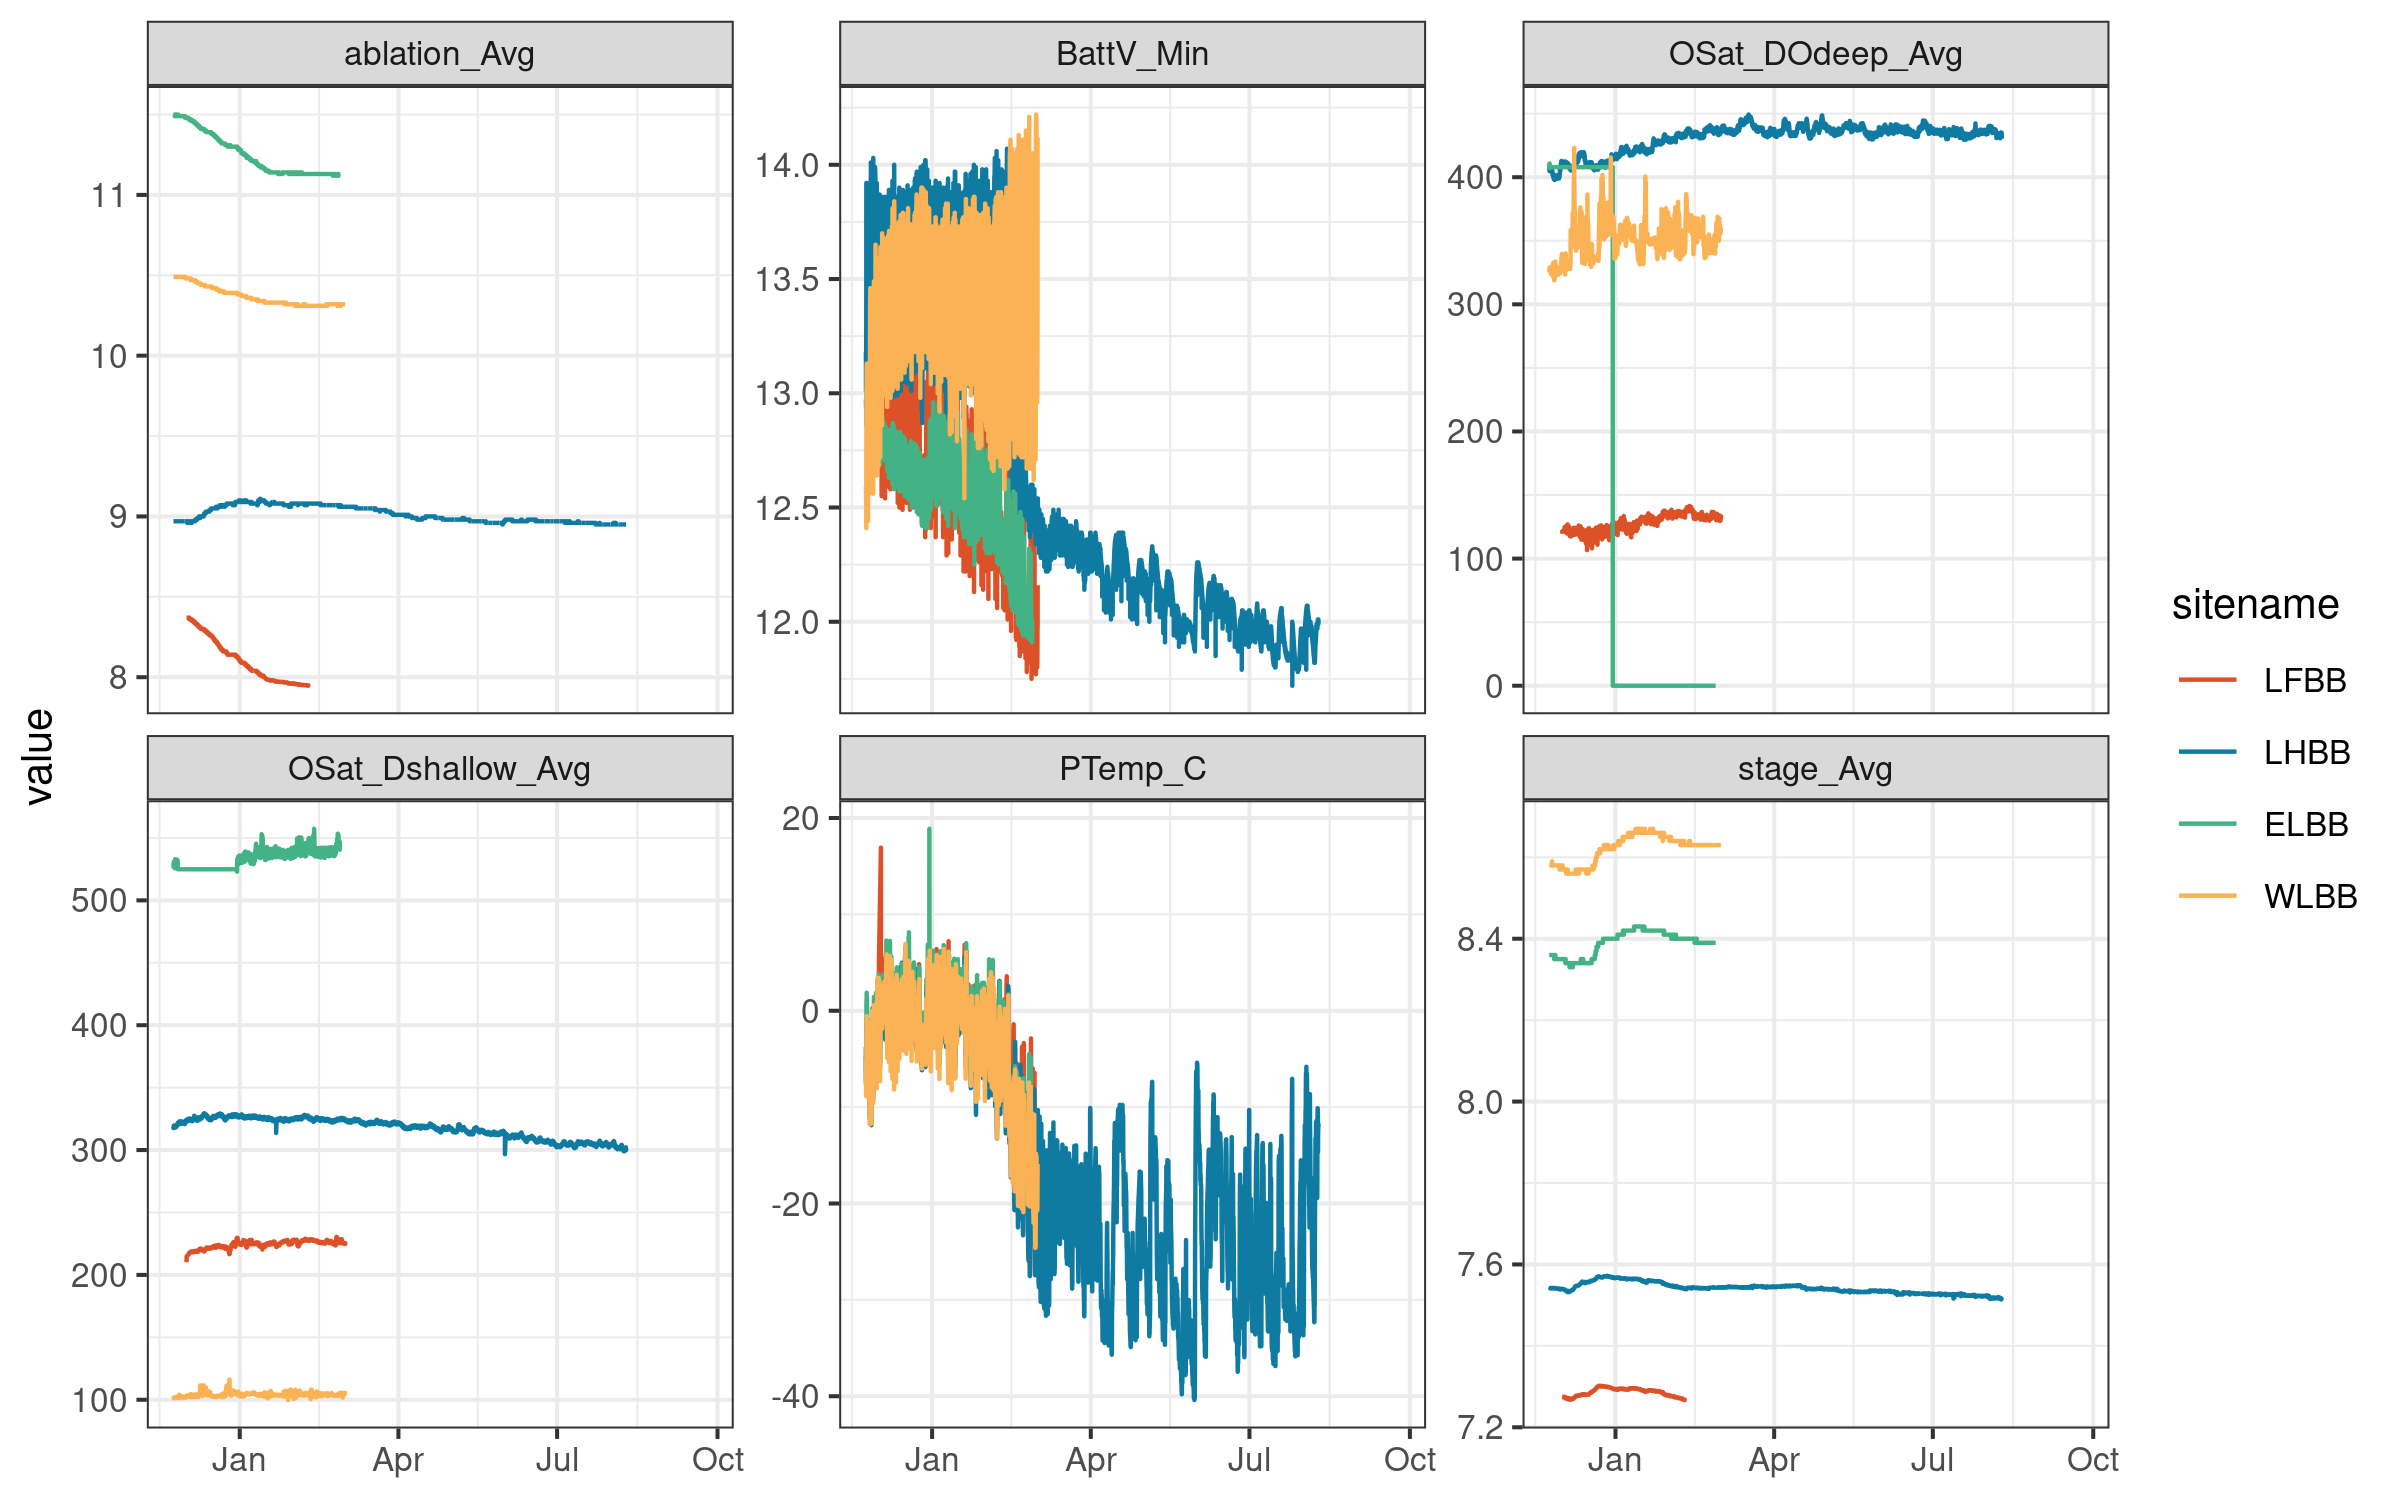 ablation_Avg
BattV_Min
OSat_DOdeep_Avg
11
10
9
8
14.0
13.5
13.0
12.5
12.0
400
300
200
100
0
value
OSat_Dshallow_Avg
PTemp_C
stage_Avg
500
400
300
200
100
20
0
-20
-40
8.4
8.0
7.6
7.2
Jan Apr Jul Oct
Jan Apr Jul Oct
Jan Apr Jul Oct
sitename
LFBB
LHBB
ELBB
WLBB